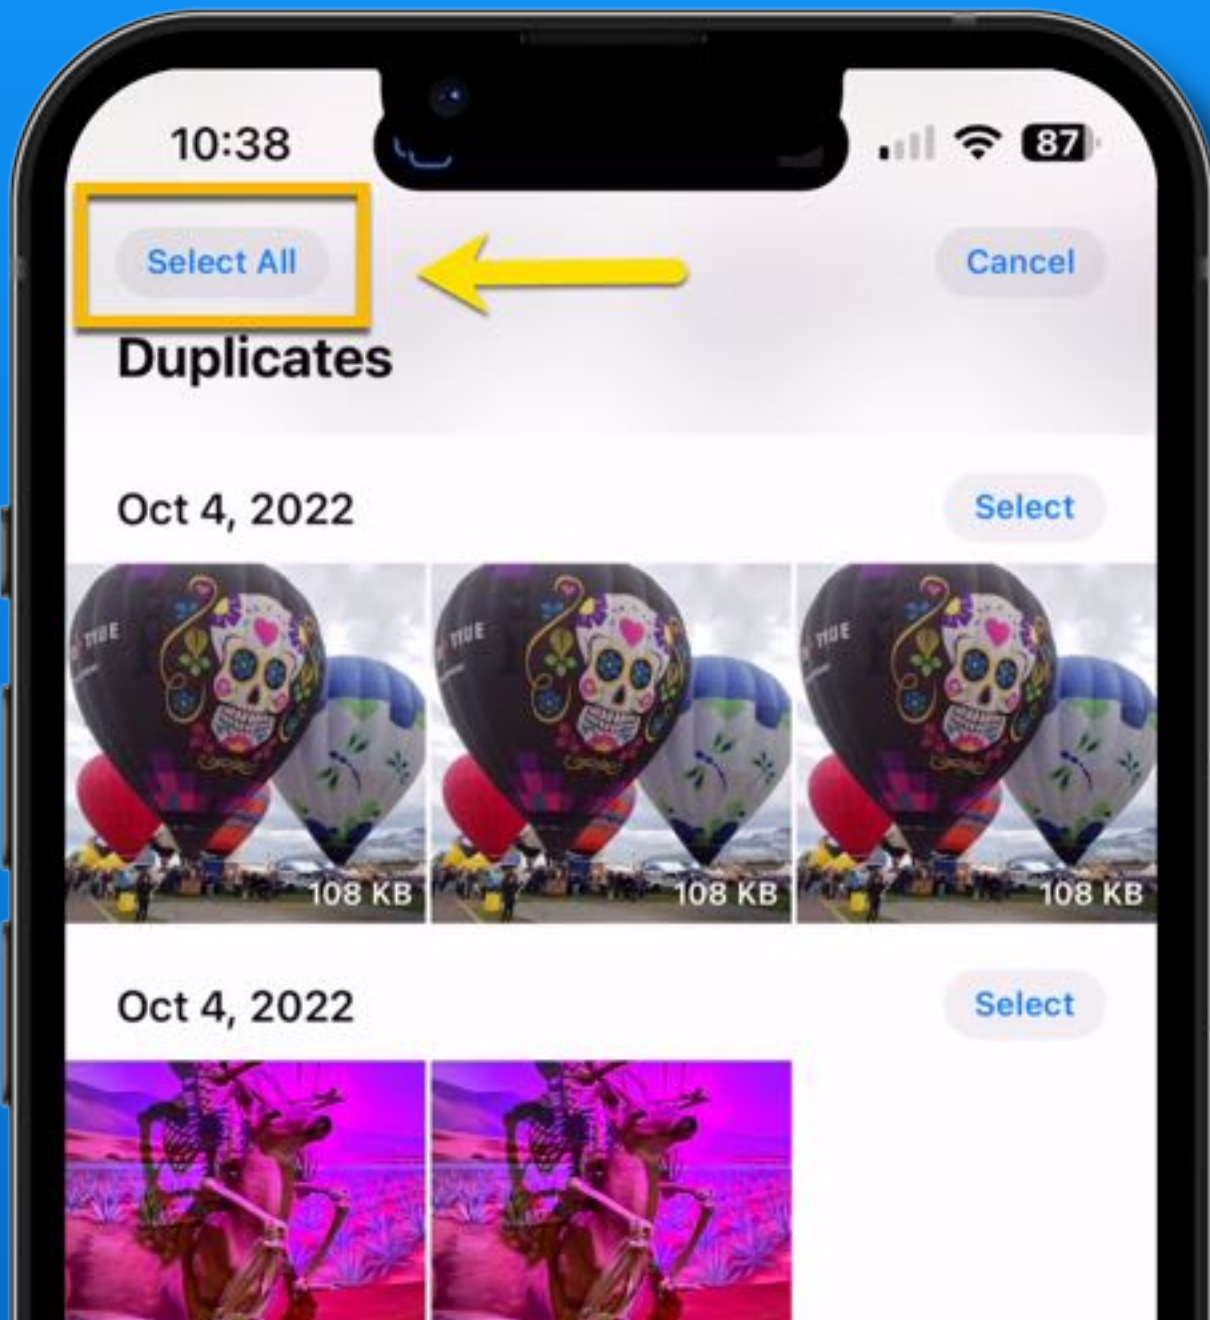 10:38
87
Select All
Cancel
Duplicates
Oct 4, 2022
Select
108 KB
108 KB
108 KB
Oct 4, 2022
Select